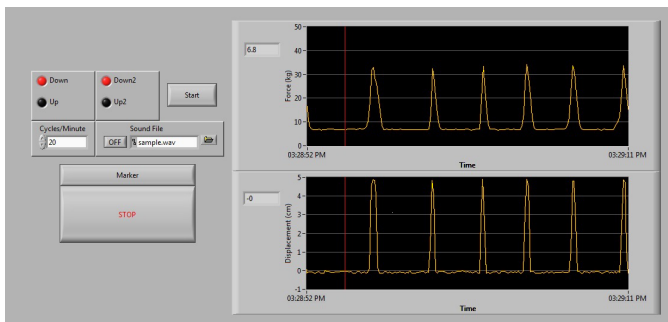 Down
Down2
Up
Up2
Start
Cycles/Minute
Sound File
20
OFF
sample.wav
Marker
STOP
6.8
Force (kg)
50
40
30
20
10
0
03:28:52 PM
03:29:11 PM
Time
-0
Displecement (cm)
5
4
3
2
1
0
-1
03:28:52 PM
03:29:11 PM
Time